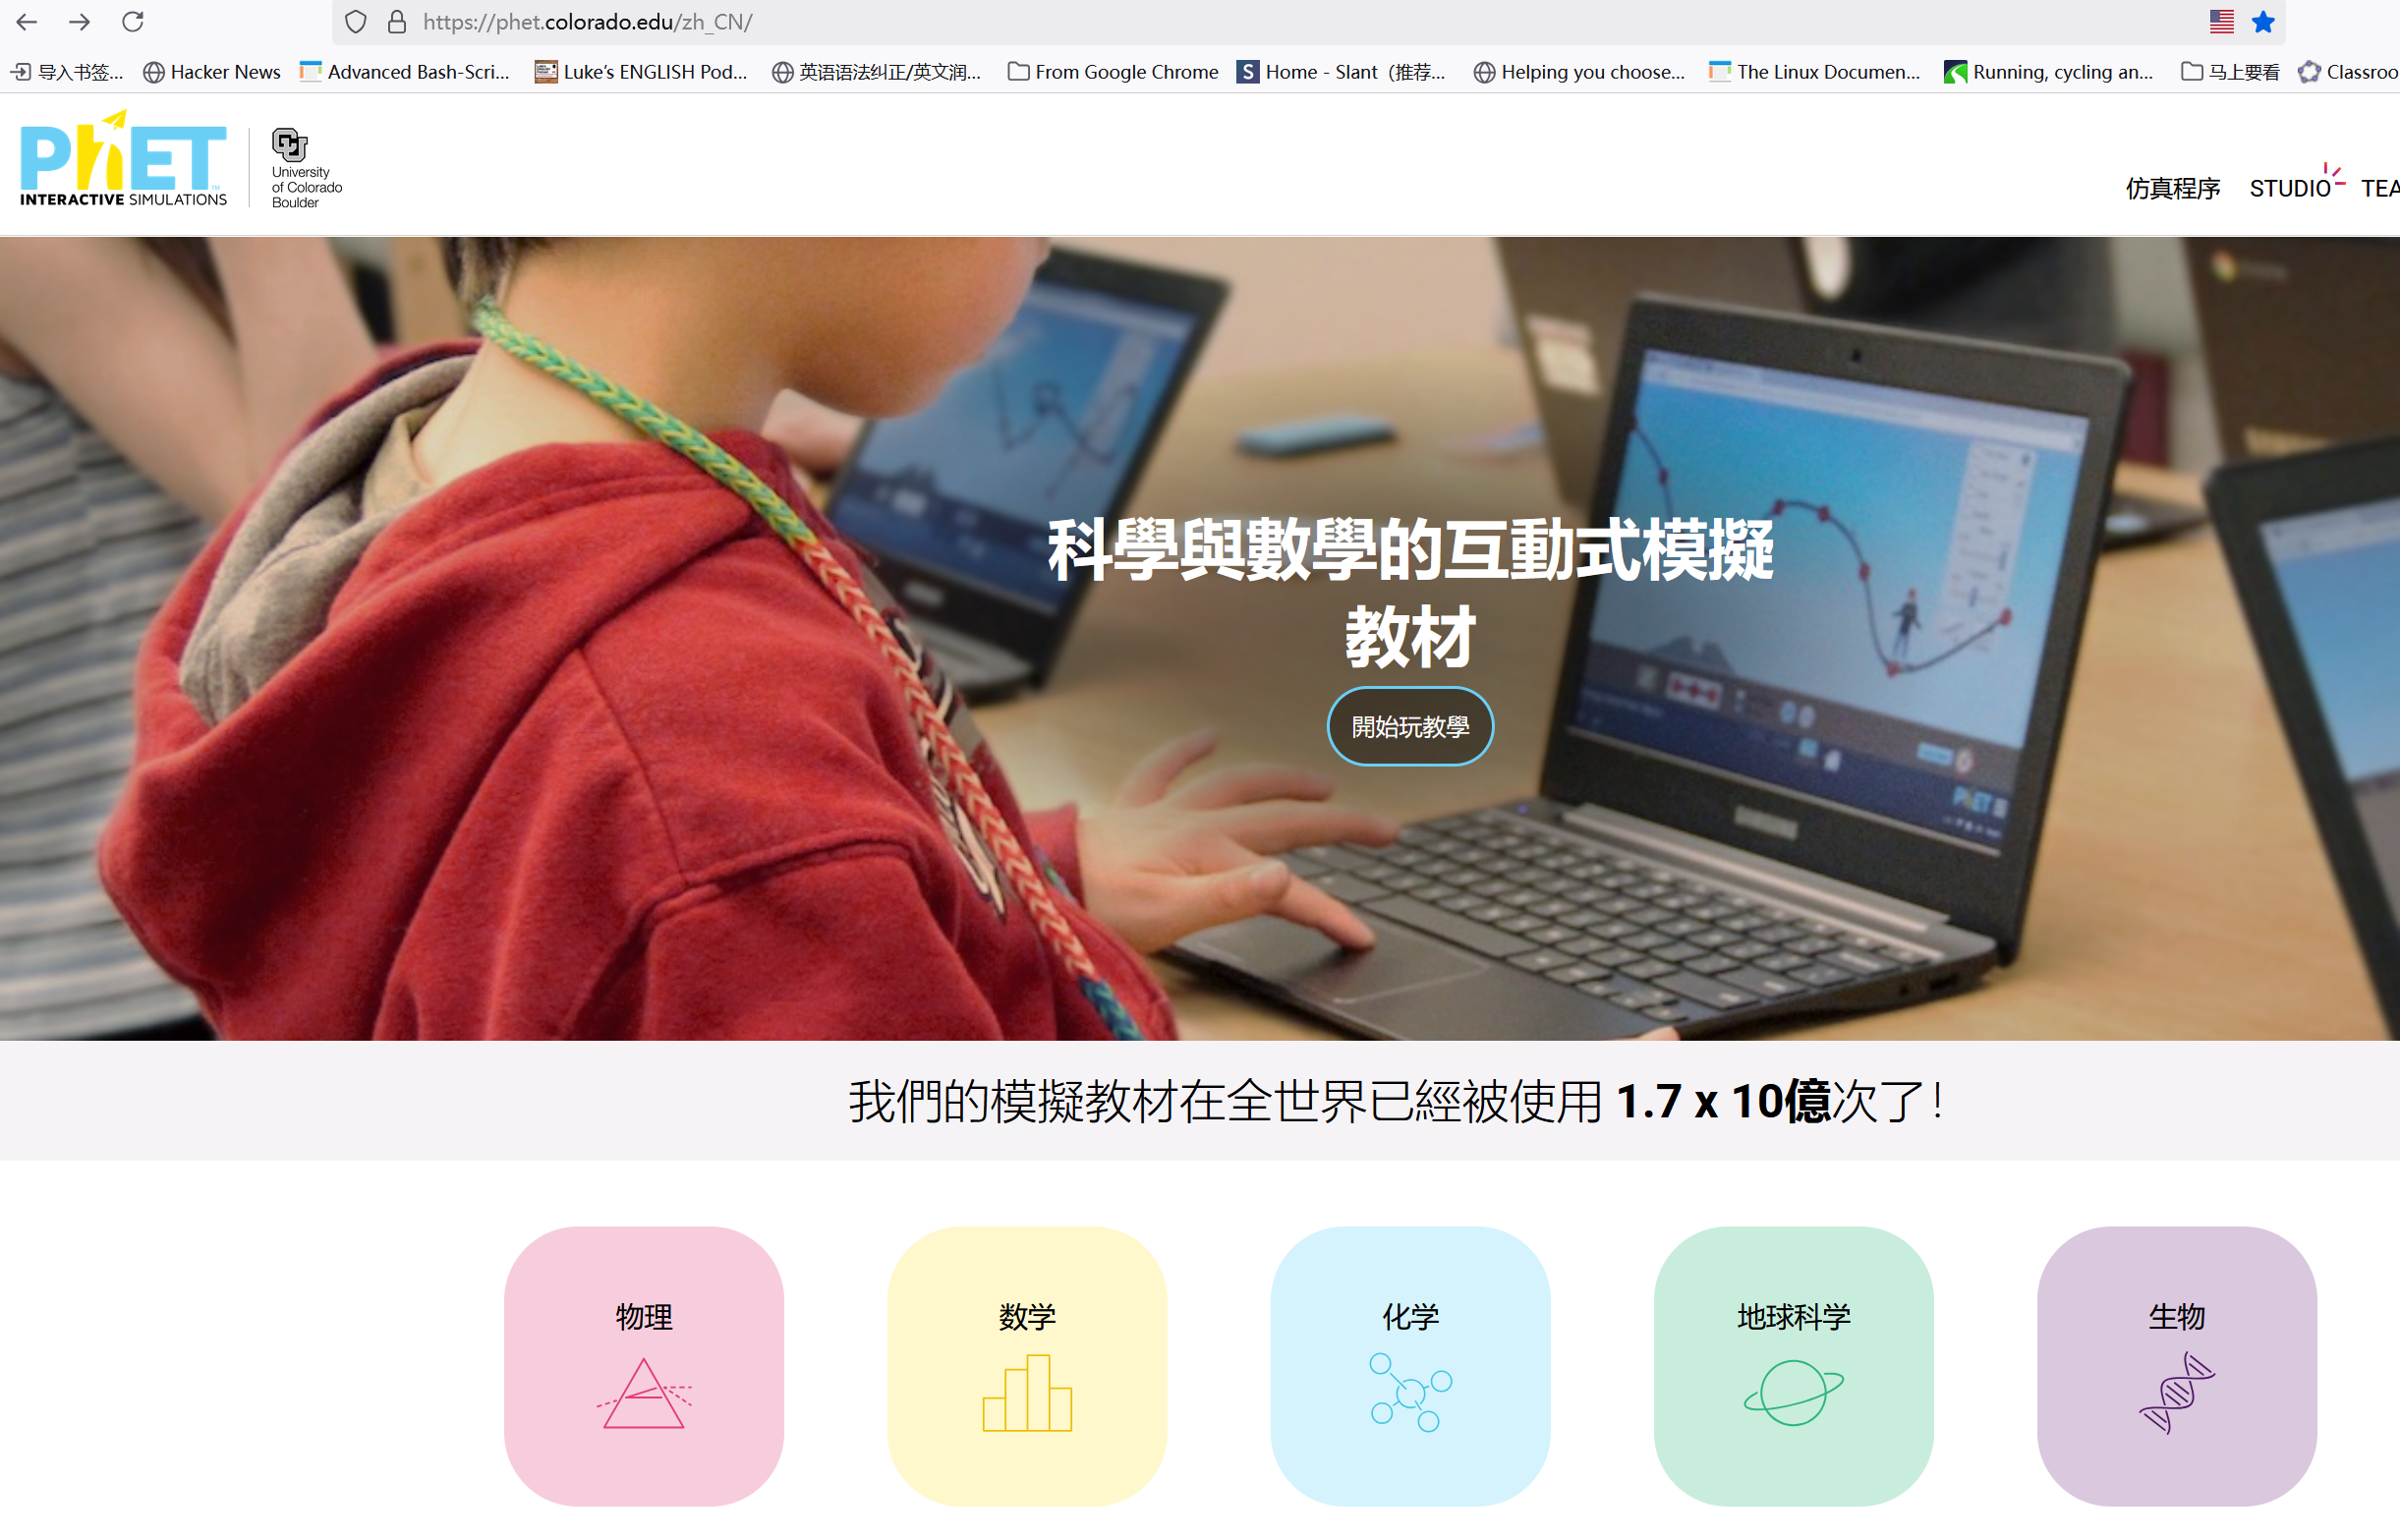 https://phet.colorado.edu/zh_CN/
导入书签... Hacker News Advanced Bash-Scri... Luke's ENGLISH Pod... 英语语法纠正/英文润... From Google Chrome S Home - Slant（推荐... Helping you choose... The Linux Documen... Running, cycling an... 马上要看 Classroo
PhET™
INTERACTIVE SIMULATIONS
CU
University
of Colorado
Boulder
仿真程序 STUDIO TEA
科學與數學的互動式模擬
教材
開始玩教學
PhET
我們的模擬教材在全世界已經被使用 1.7 x 10億次了！
物理 数学 化学 地球科学 生物